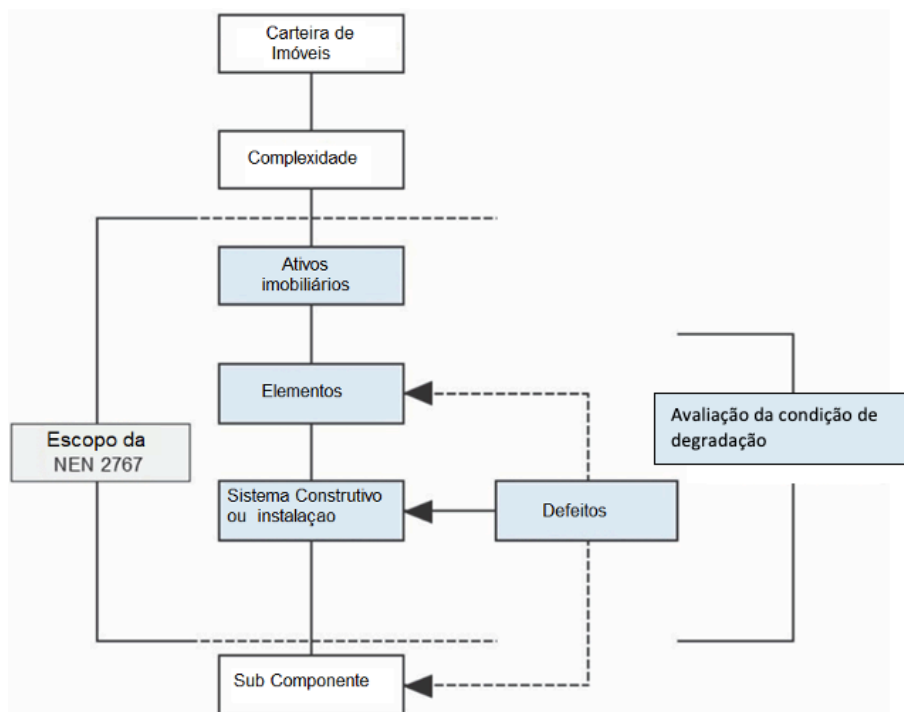 Carteira de
Imóveis
Complexidade
Ativos
imobiliários
Elementos
Avaliação da condição de
degradação
Escopo da
NEN 2767
Sistema Construtivo
ou instalaçao
Defeitos
Sub Componente